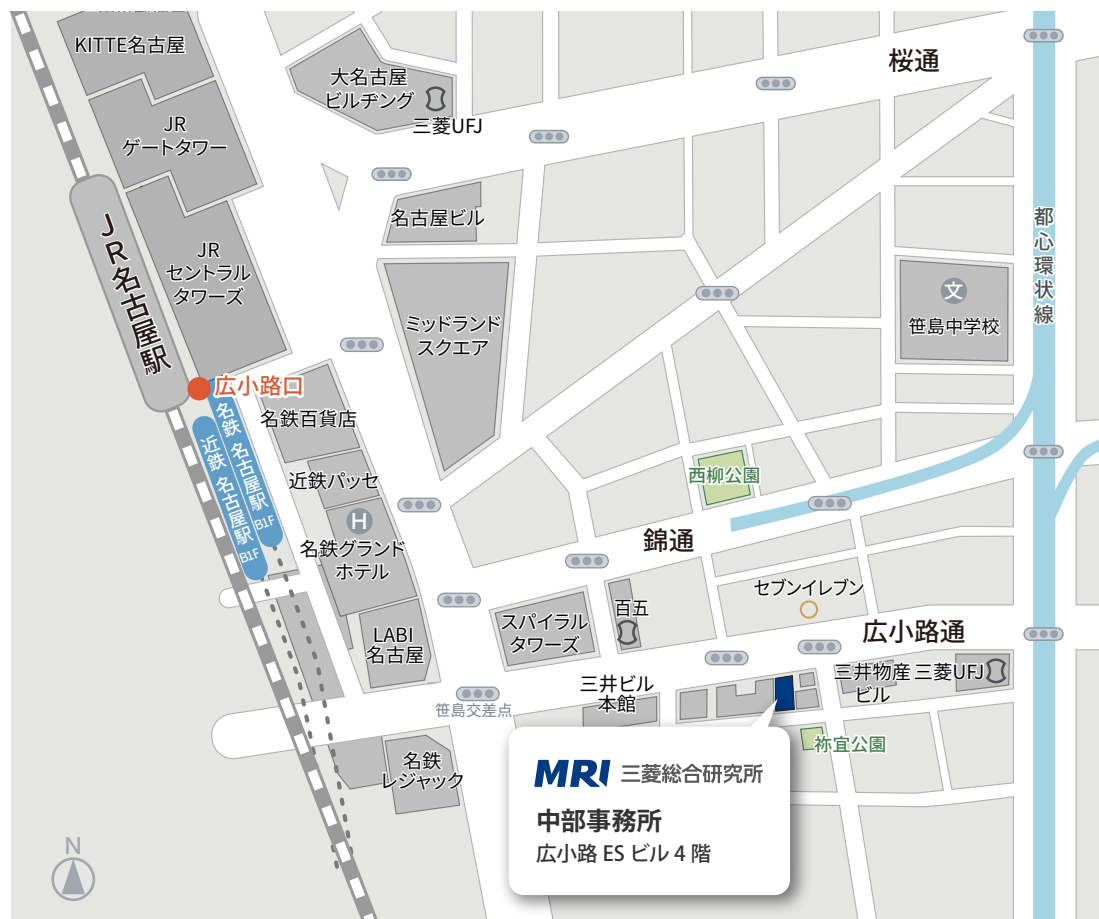 KITTE名古屋
大名古屋
ビルヂング
三菱UFJ
桜通
JR
ゲートタワー
JR名古屋駅
名古屋ビル
都心環状線
JR
セントラル
タワーズ
文
笹島中学校
ミッドランド
スクエア
広小路口
名鉄 名古屋駅 B1F
近鉄 名古屋駅 B1F
名鉄百貨店
近鉄パッセ
西柳公園
H
名鉄グランド
ホテル
錦通
セブンイレブン
百五
スパイラル
タワーズ
広小路通
LABI
名古屋
三井ビル
本館
三井物産
ビル
三菱UFJ
笹島交差点
祢宜公園
名鉄
レジャック
MRI 三菱総合研究所
中部事務所
広小路 ES ビル 4 階
N